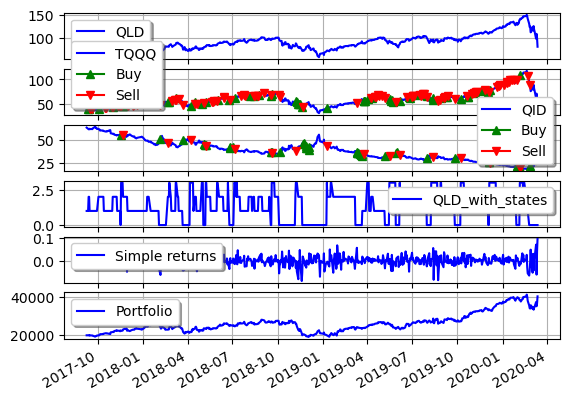 150
100
QLD
TQQQ
Buy
Sell
100
50
QID
Buy
Sell
50
25
2.5
0.0
QLD_with_states
0.1
0.0
Simple returns
40000
20000
Portfolio
2017-10
2018-01
2018-04
2018-07
2018-10
2019-01
2019-04
2019-07
2019-10
2020-01
2020-04